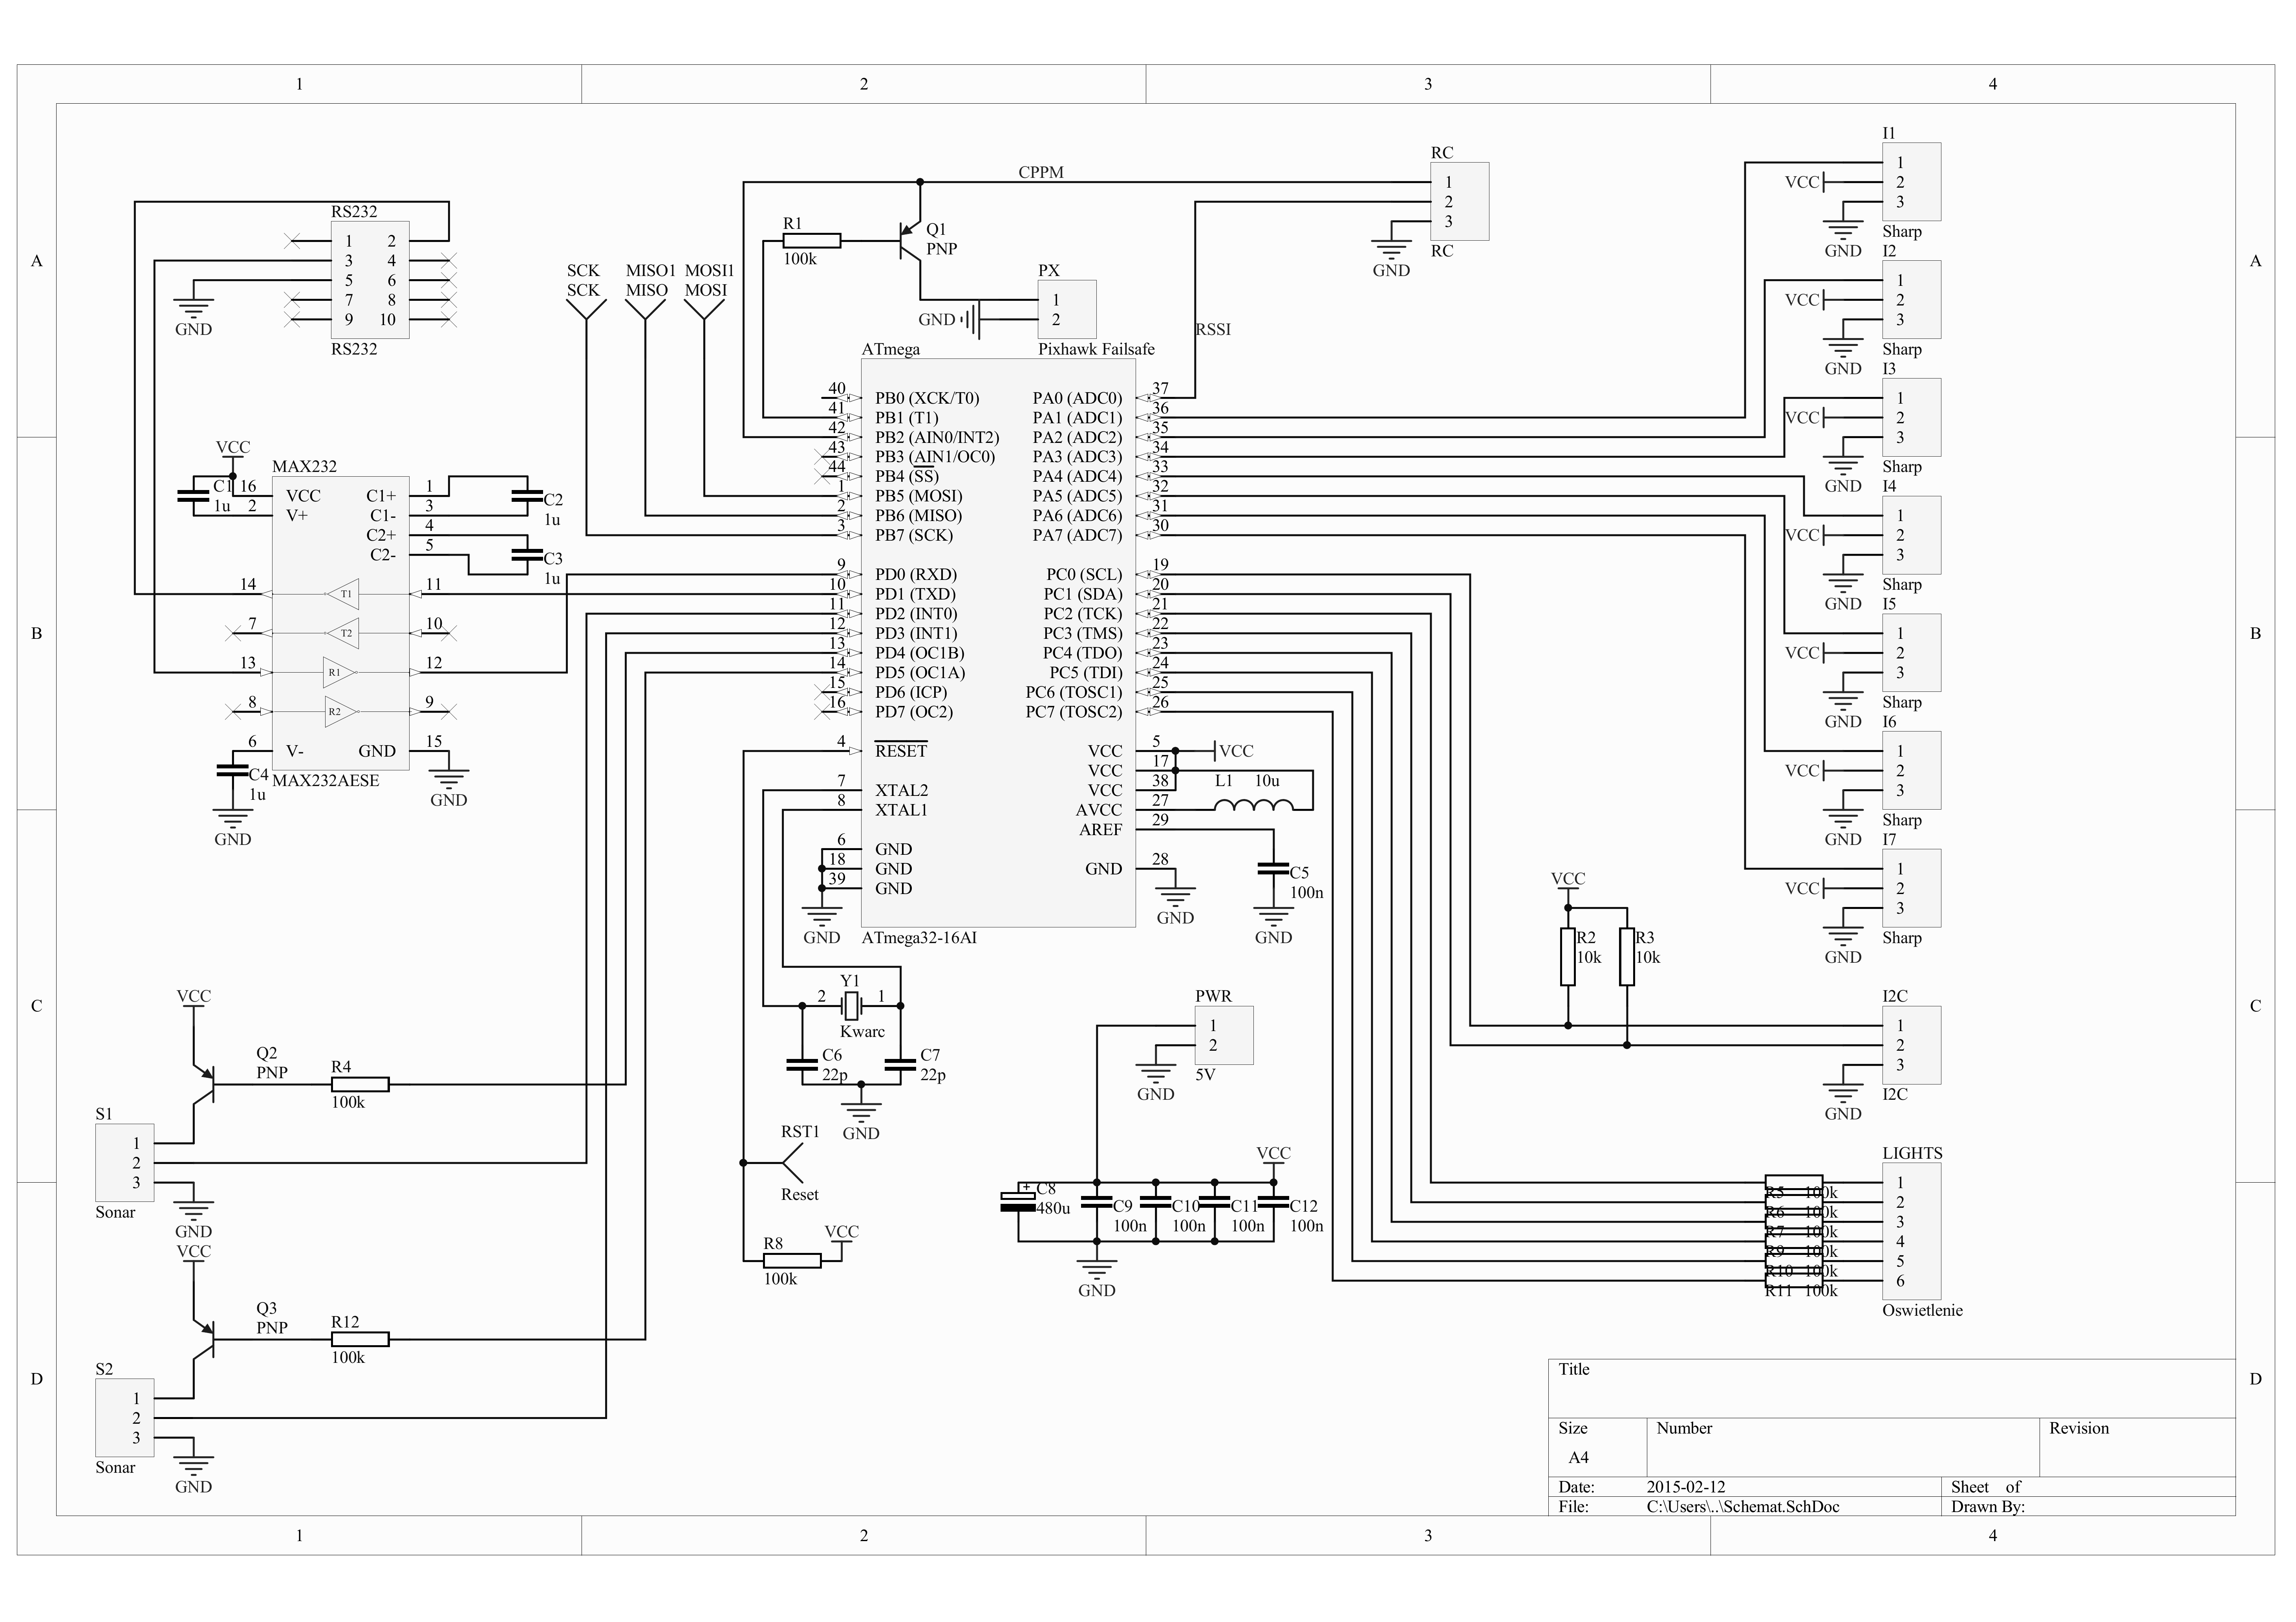 1 2 3 4
A A
B B
C C
D D
1 2 3 4
RS232
1 2
3 4
5 6
7 8
9 10
RS232
GND
SCK MISO1 MOSI1
SCK MISO MOSI
CPPM
R1
100k
Q1
PNP
PX
1
2
GND
Pixhawk Failsafe
RC
1
2
3
RC
GND
RSSI
VCC
C1
1u
MAX232
16 VCC C1+ 1
2 V+ C1- 3
C2+ 4
C2- 5
C2
1u
C3
1u
14 T1 11
7 T2 10
13 R1 12
8 R2 9
6 V- GND 15
MAX232AESE
C4
1u
GND
GND
ATmega
40 PB0 (XCK/T0) PA0 (ADC0) 37
41 PB1 (T1) PA1 (ADC1) 36
42 PB2 (AIN0/INT2) PA2 (ADC2) 35
43 PB3 (AIN1/OC0) PA3 (ADC3) 34
44 PB4 (SS) PA4 (ADC4) 33
1 PB5 (MOSI) PA5 (ADC5) 32
2 PB6 (MISO) PA6 (ADC6) 31
3 PB7 (SCK) PA7 (ADC7) 30
9 PD0 (RXD) PC0 (SCL) 19
10 PD1 (TXD) PC1 (SDA) 20
11 PD2 (INT0) PC2 (TCK) 21
12 PD3 (INT1) PC3 (TMS) 22
13 PD4 (OC1B) PC4 (TDO) 23
14 PD5 (OC1A) PC5 (TDI) 24
15 PD6 (ICP) PC6 (TOSC1) 25
16 PD7 (OC2) PC7 (TOSC2) 26
4 RESET VCC 5
VCC 17
7 XTAL2 VCC 38
8 XTAL1 AVCC 27
AREF 29
6 GND
18 GND GND 28
39 GND
ATmega32-16AI
VCC
L1 10u
C5
100n
GND
GND
GND
I1
1
VCC 2
3
GND
Sharp
I2
1
VCC 2
3
GND
Sharp
I3
1
VCC 2
3
GND
Sharp
I4
1
VCC 2
3
GND
Sharp
I5
1
VCC 2
3
GND
Sharp
I6
1
VCC 2
3
GND
Sharp
I7
1
VCC 2
3
GND
Sharp
VCC
R2
10k
R3
10k
I2C
1
2
3
GND
I2C
VCC
Q2
PNP
R4
100k
S1
1
2
3
Sonar
GND
VCC
Q3
PNP
R12
100k
S2
1
2
3
Sonar
GND
Y1
2 1
Kwarc
C6
22p
C7
22p
GND
RST1
Reset
R8
100k
VCC
PWR
1
2
GND
5V
VCC
+
C8
480u
C9
100n
C10
100n
C11
100n
C12
100n
GND
LIGHTS
1
R5 100k
2
R6 100k
3
R7 100k
4
R9 100k
5
R10 100k
6
R11 100k
Oswietlenie
Title
Size Number Revision
A4
Date: 2015-02-12 Sheet of
File: C:\Users\..\Schemat.SchDoc Drawn By: